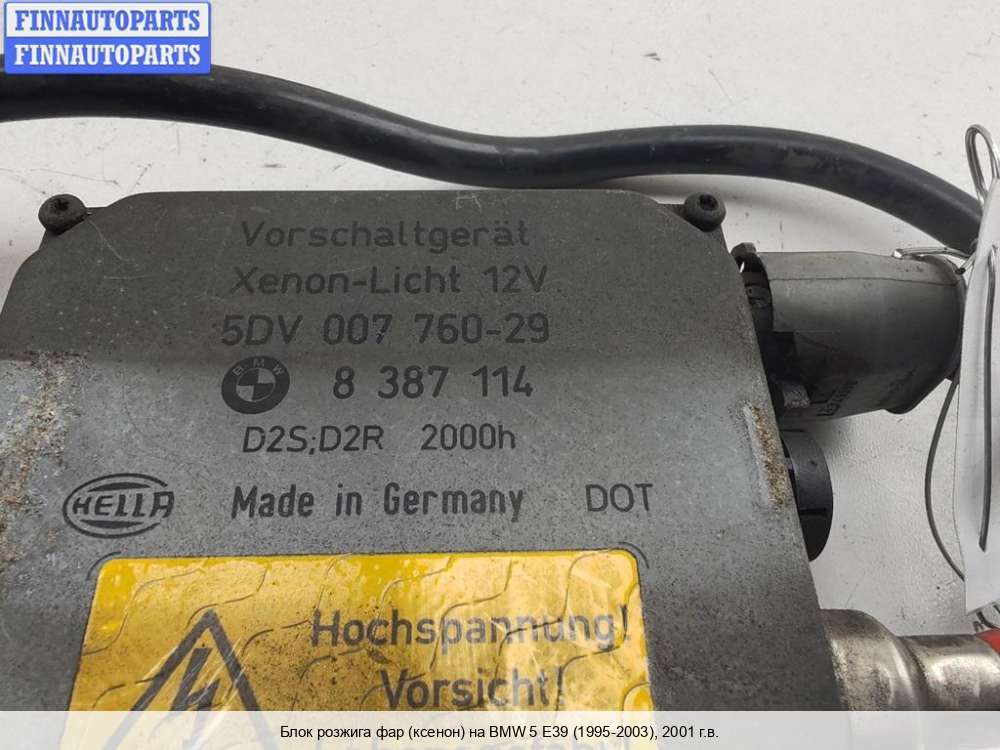 FINNAUTOPARTS
FINNAUTOPARTS
Vorschaltgerät
Xenon-Licht 12V
5DV 007 760-29
BMW 8 387 114
D2S;D2R 2000h
HELLA Made in Germany DOT
Hochspannung!
Vorsicht!
Блок розжига фар (ксенон) на BMW 5 E39 (1995-2003), 2001 г.в.